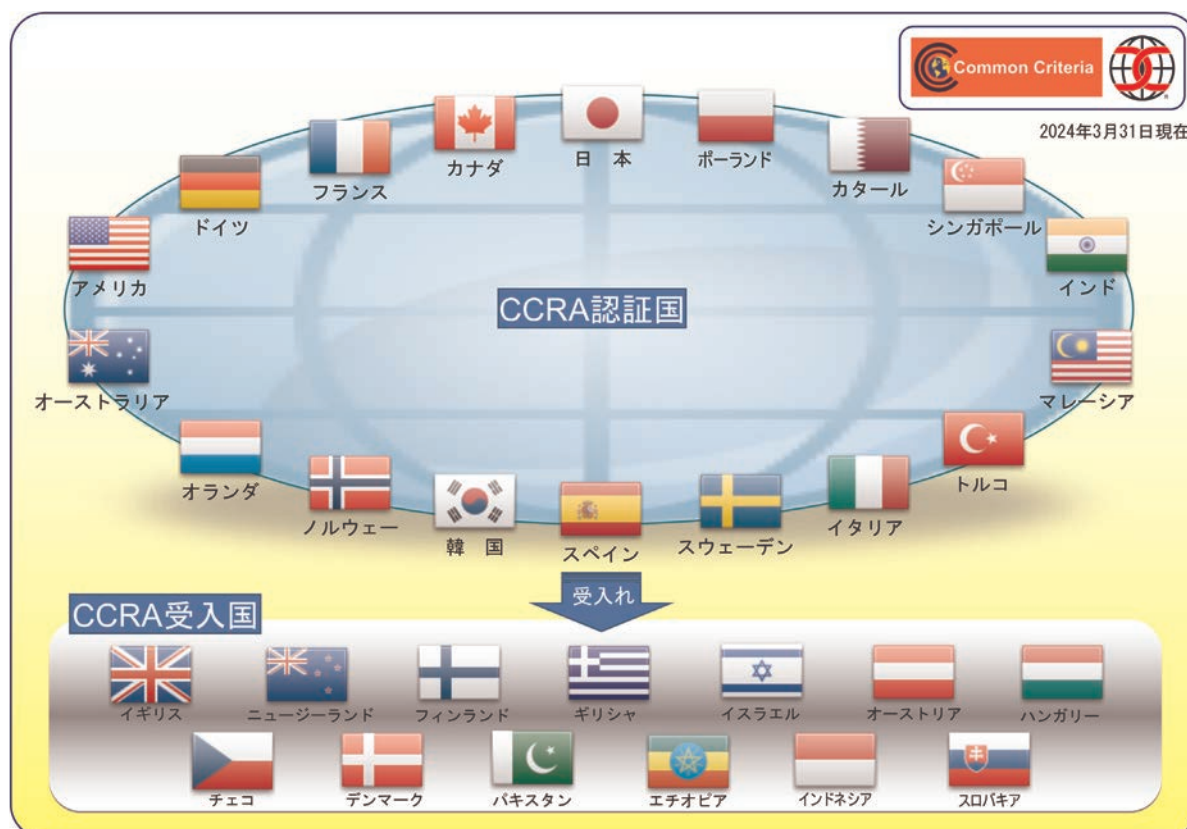 Common Criteria
2024年3月31日現在
日 本
カナダ
ポーランド
フランス
カタール
ドイツ
シンガポール
アメリカ
インド
CCRA認証国
オーストラリア
マレーシア
オランダ
トルコ
ノルウェー
イタリア
韓 国
スペイン
スウェーデン
受入れ
CCRA受入国
イギリス
ニュージーランド
フィンランド
ギリシャ
イスラエル
オーストリア
ハンガリー
チェコ
デンマーク
パキスタン
エチオピア
インドネシア
スロバキア